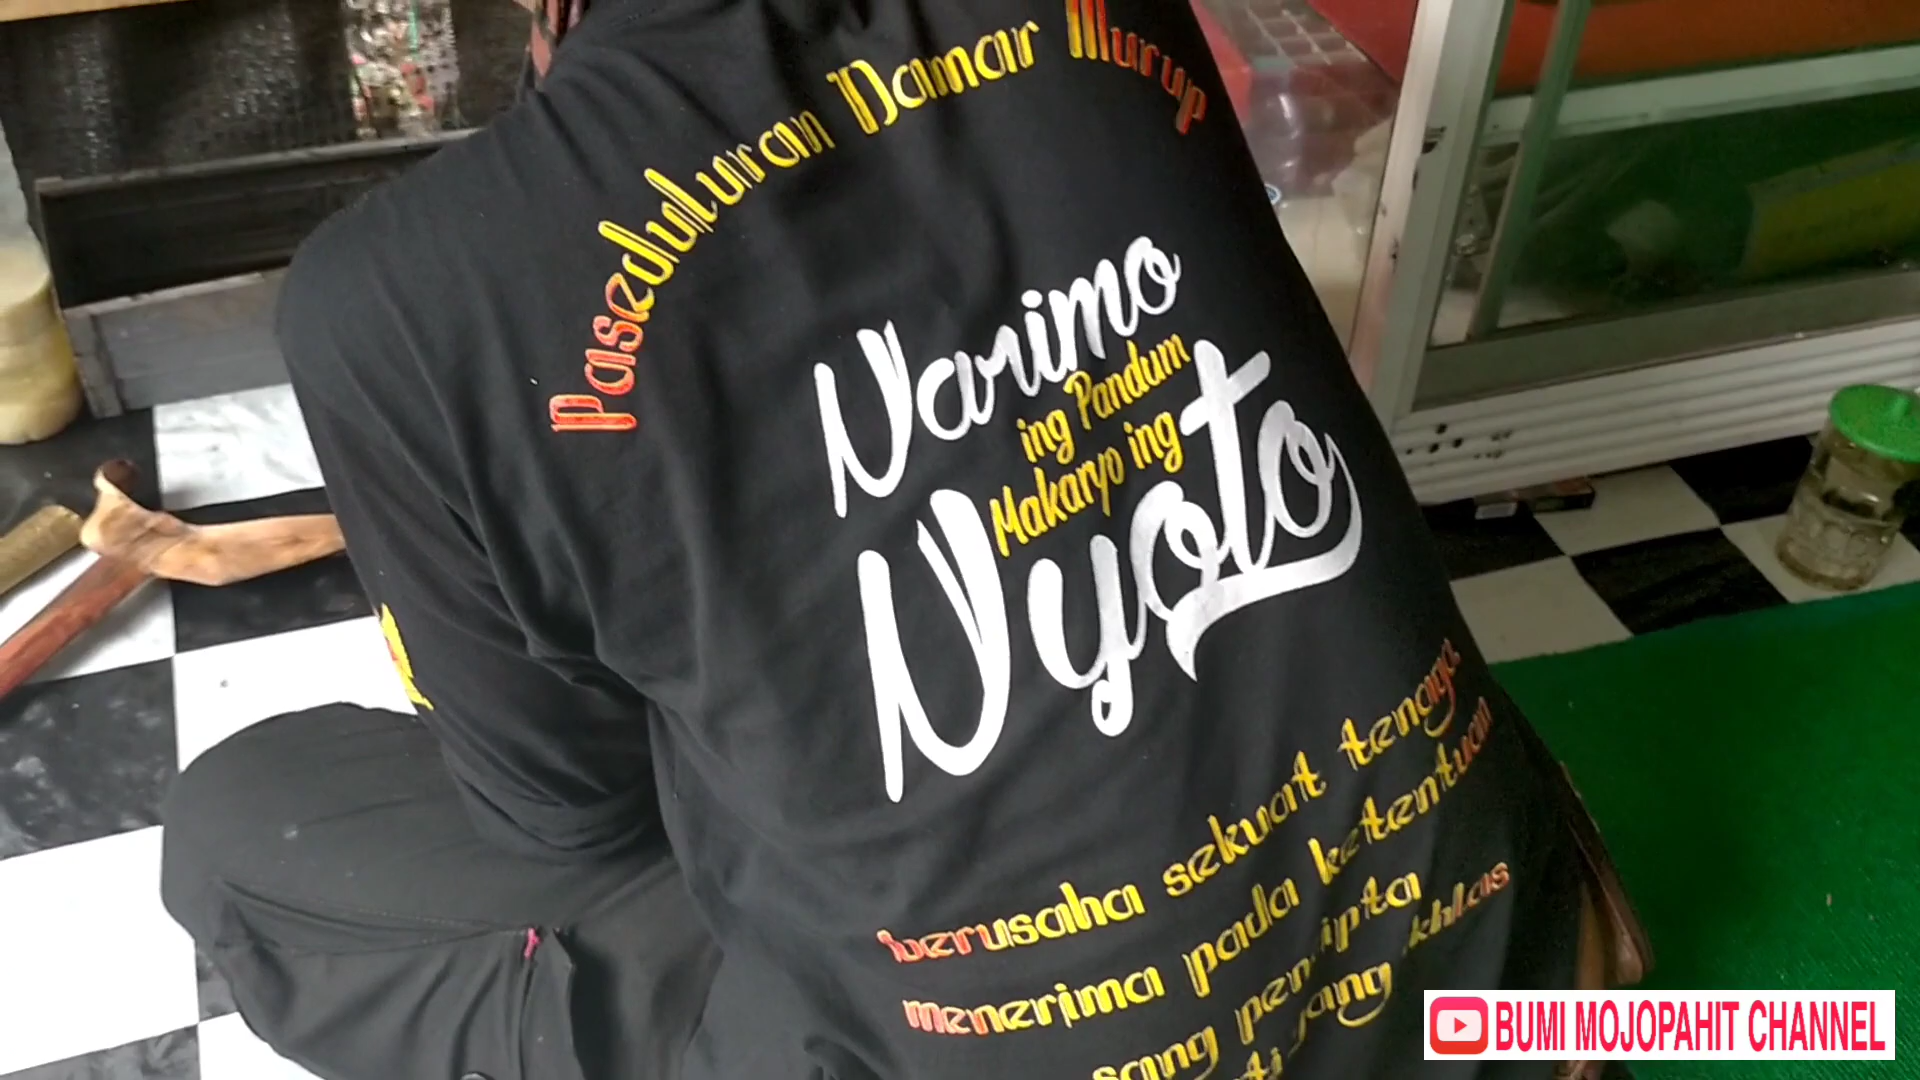 Paseduluran Damar Murup
Narimo
ing Pandum
Makaryo ing
Nyoto
berusaha sekuat tenaga
menerima pada ketentuan
sang pencipta
yang ikhlas
BUMI MOJOPAHIT CHANNEL